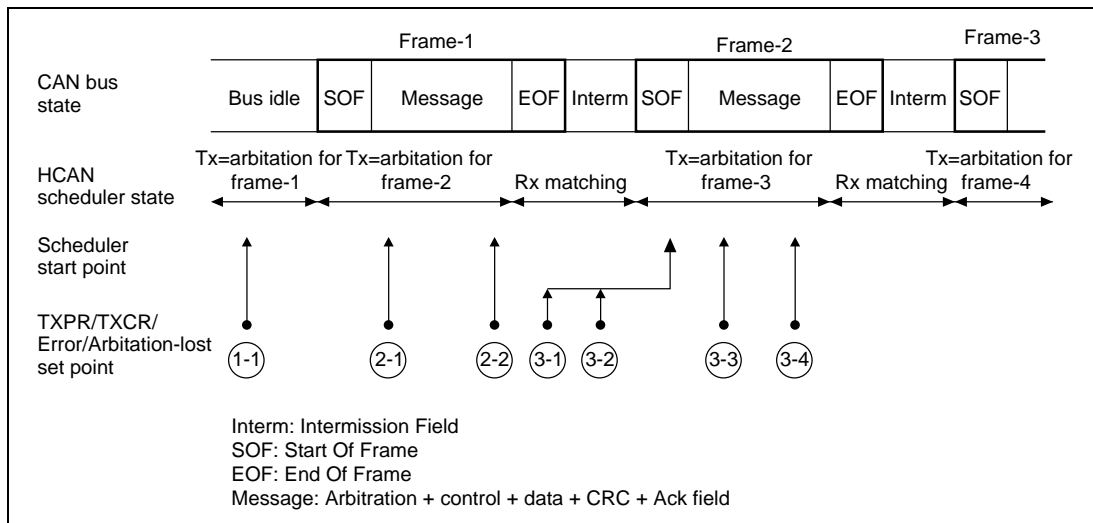 Frame-1
Frame-2
Frame-3
CAN bus
state
Bus idle
SOF
Message
EOF
Interm
SOF
Message
EOF
Interm
SOF
HCAN
scheduler state
Tx=arbitation for
frame-1
Tx=arbitation for
frame-2
Rx matching
Tx=arbitation for
frame-3
Rx matching
Tx=arbitation for
frame-4
Scheduler
start point
TXPR/TXCR/
Error/Arbitation-lost
set point
1-1
2-1
2-2
3-1
3-2
3-3
3-4
Interm: Intermission Field
SOF: Start Of Frame
EOF: End Of Frame
Message: Arbitration + control + data + CRC + Ack field